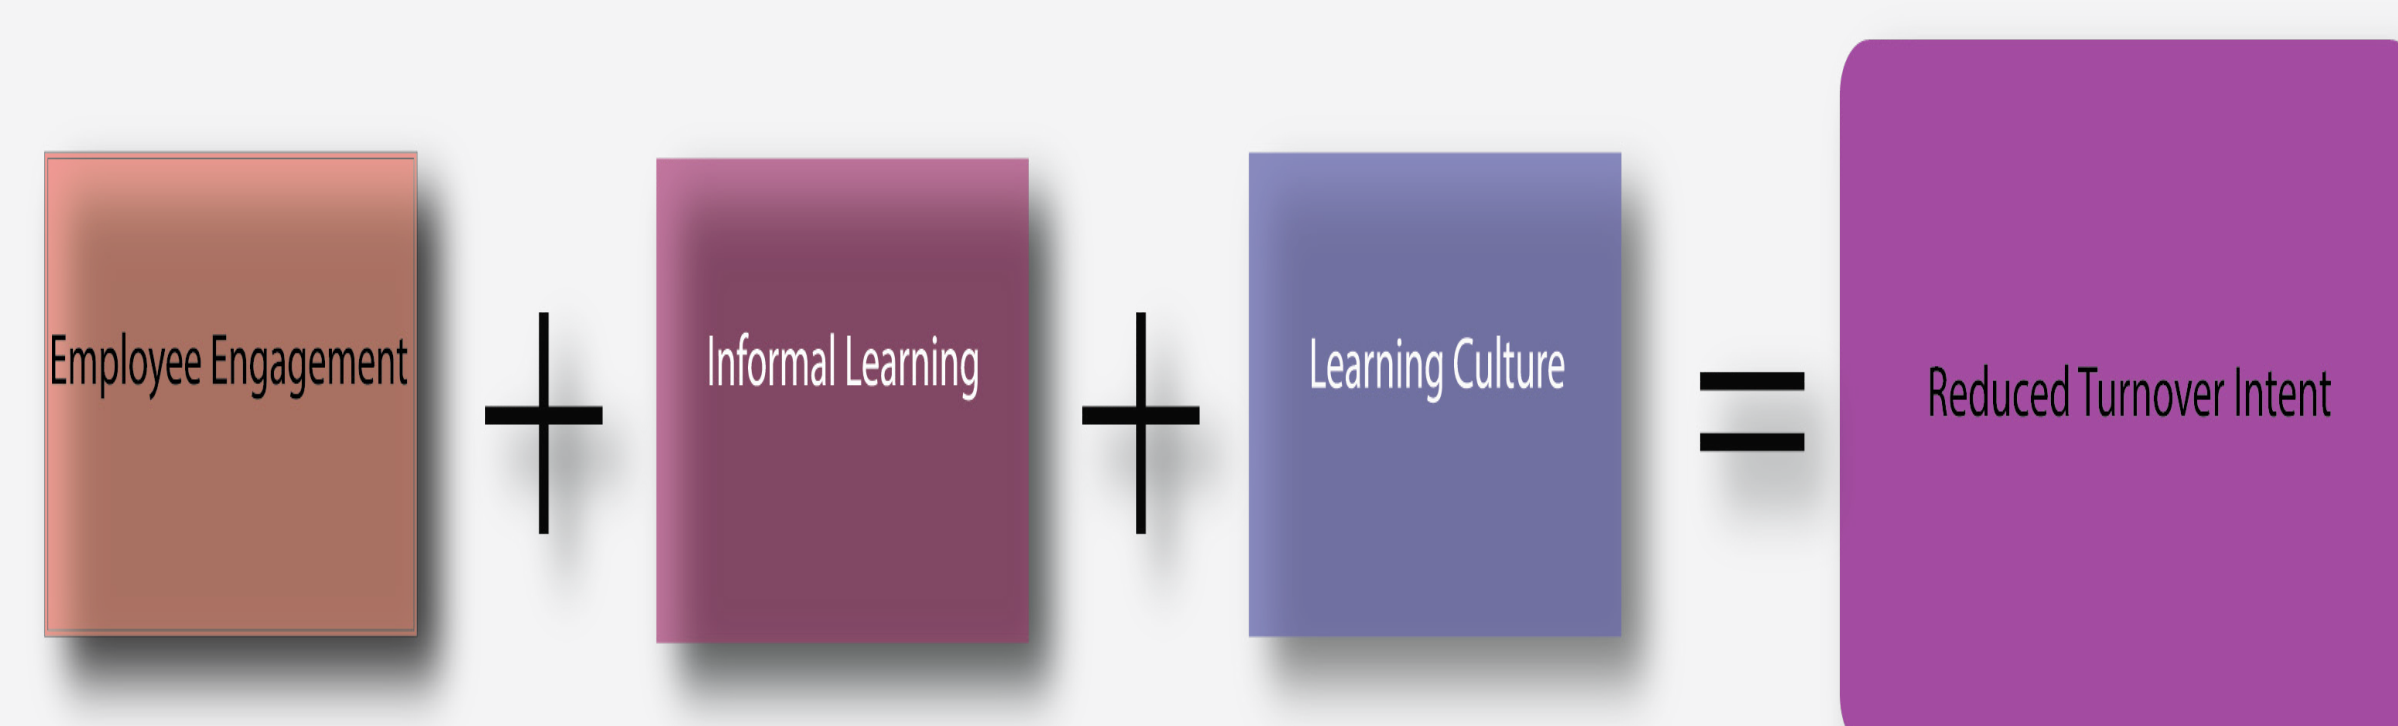 Employee Engagement
+
Informal Learning
+
Learning Culture
=
Reduced Turnover Intent